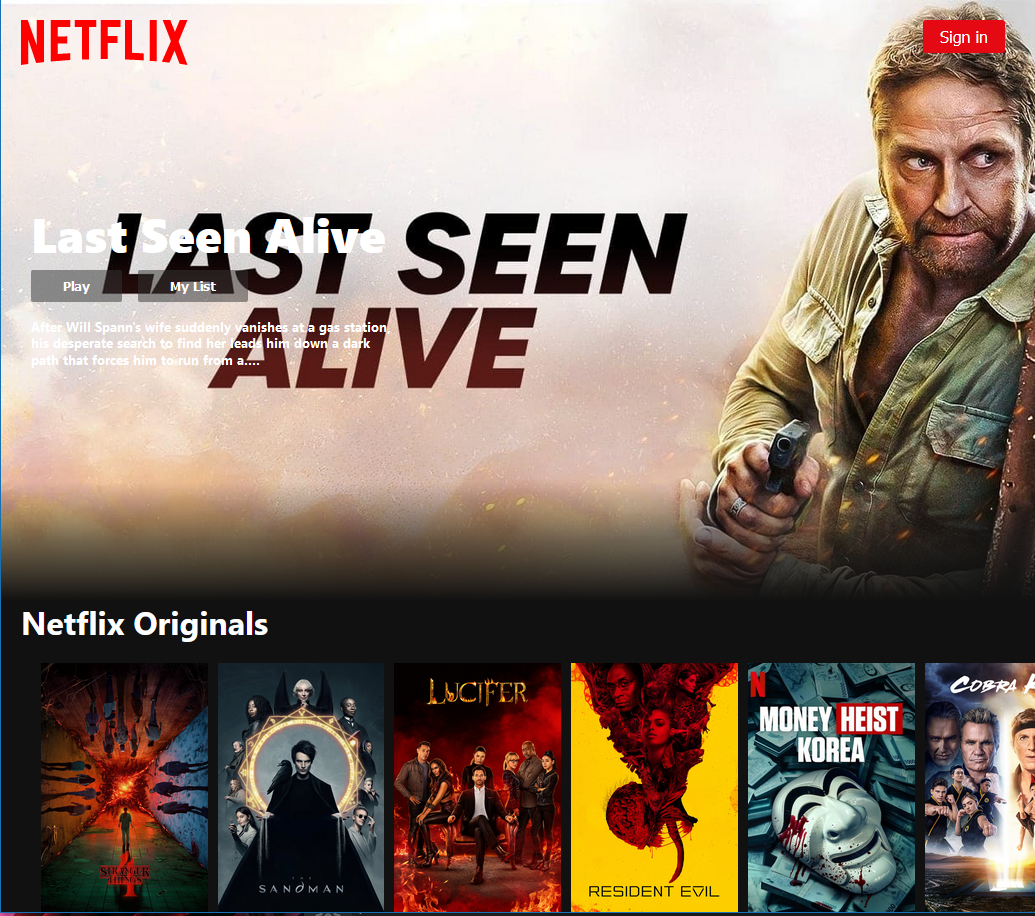 NETFLIX
Sign in
LAST SEEN
ALIVE
Last Seen Alive
Play
My List
After Will Spann's wife suddenly vanishes at a gas station,
his desperate search to find her leads him down a dark
path that forces him to run from a....
Netflix Originals
STRANGER
THINGS
4
THE
SANDMAN
LUCIFER
RESIDENT EVIL
N
MONEY HEIST
KOREA
COBRA